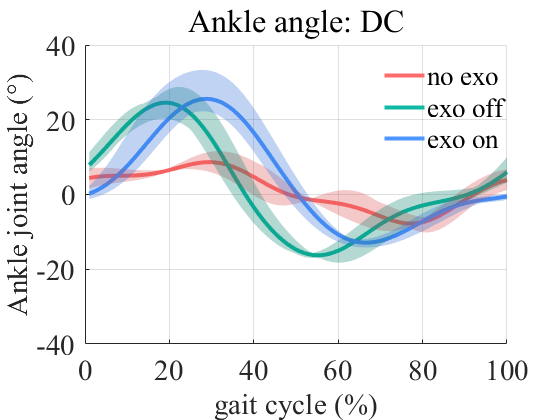 Ankle angle: DC
Ankle joint angle (°)
40
20
0
-20
-40
no exo
exo off
exo on
0
20
40
60
80
100
gait cycle (%)